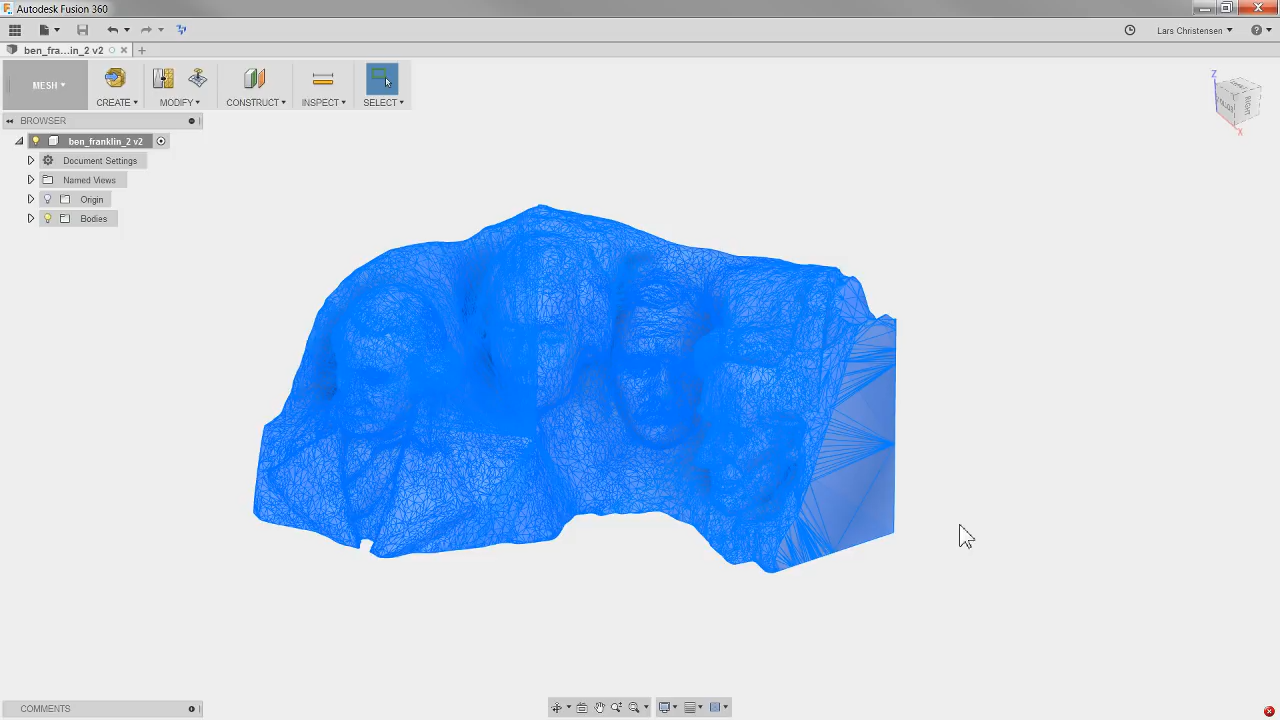 Autodesk Fusion 360
Lars Christensen
ben_fra...in_2 v2
MESH
CREATE
MODIFY
CONSTRUCT
INSPECT
SELECT
BROWSER
ben_franklin_2 v2
Document Settings
Named Views
Origin
Bodies
Z
X
COMMENTS